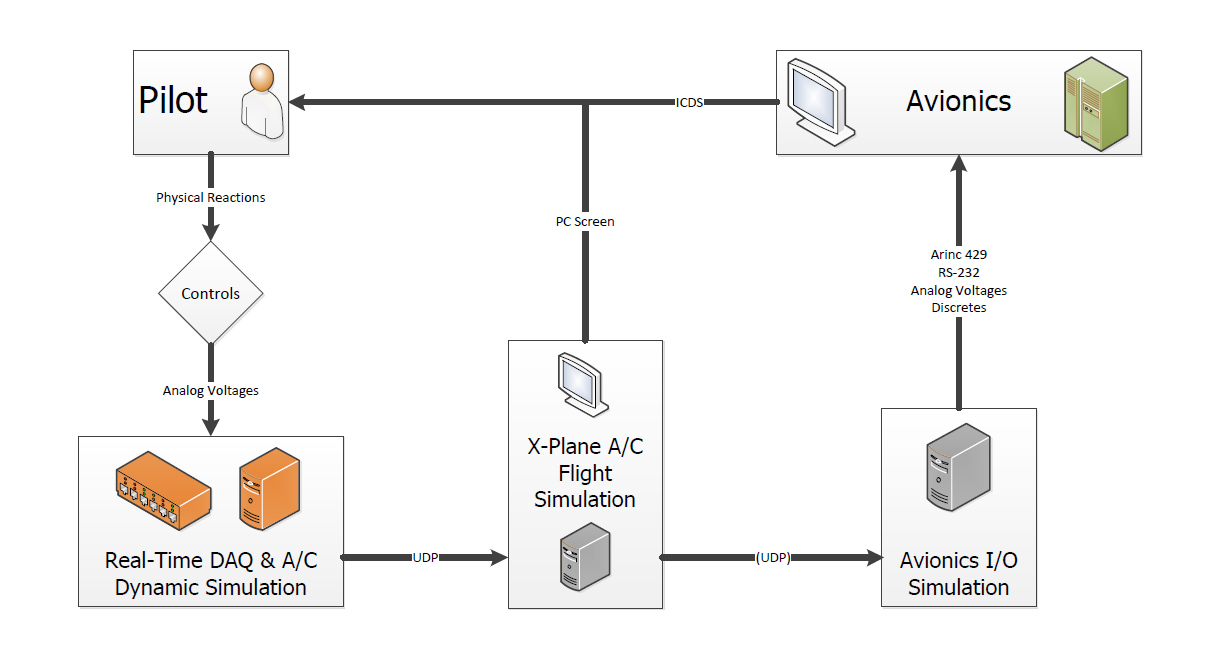 Pilot
ICDS
Avionics
Physical Reactions
PC Screen
Arinc 429
RS-232
Analog Voltages
Discretes
Controls
Analog Voltages
X-Plane A/C
Flight
Simulation
Real-Time DAQ & A/C
Dynamic Simulation
UDP
(UDP)
Avionics I/O
Simulation